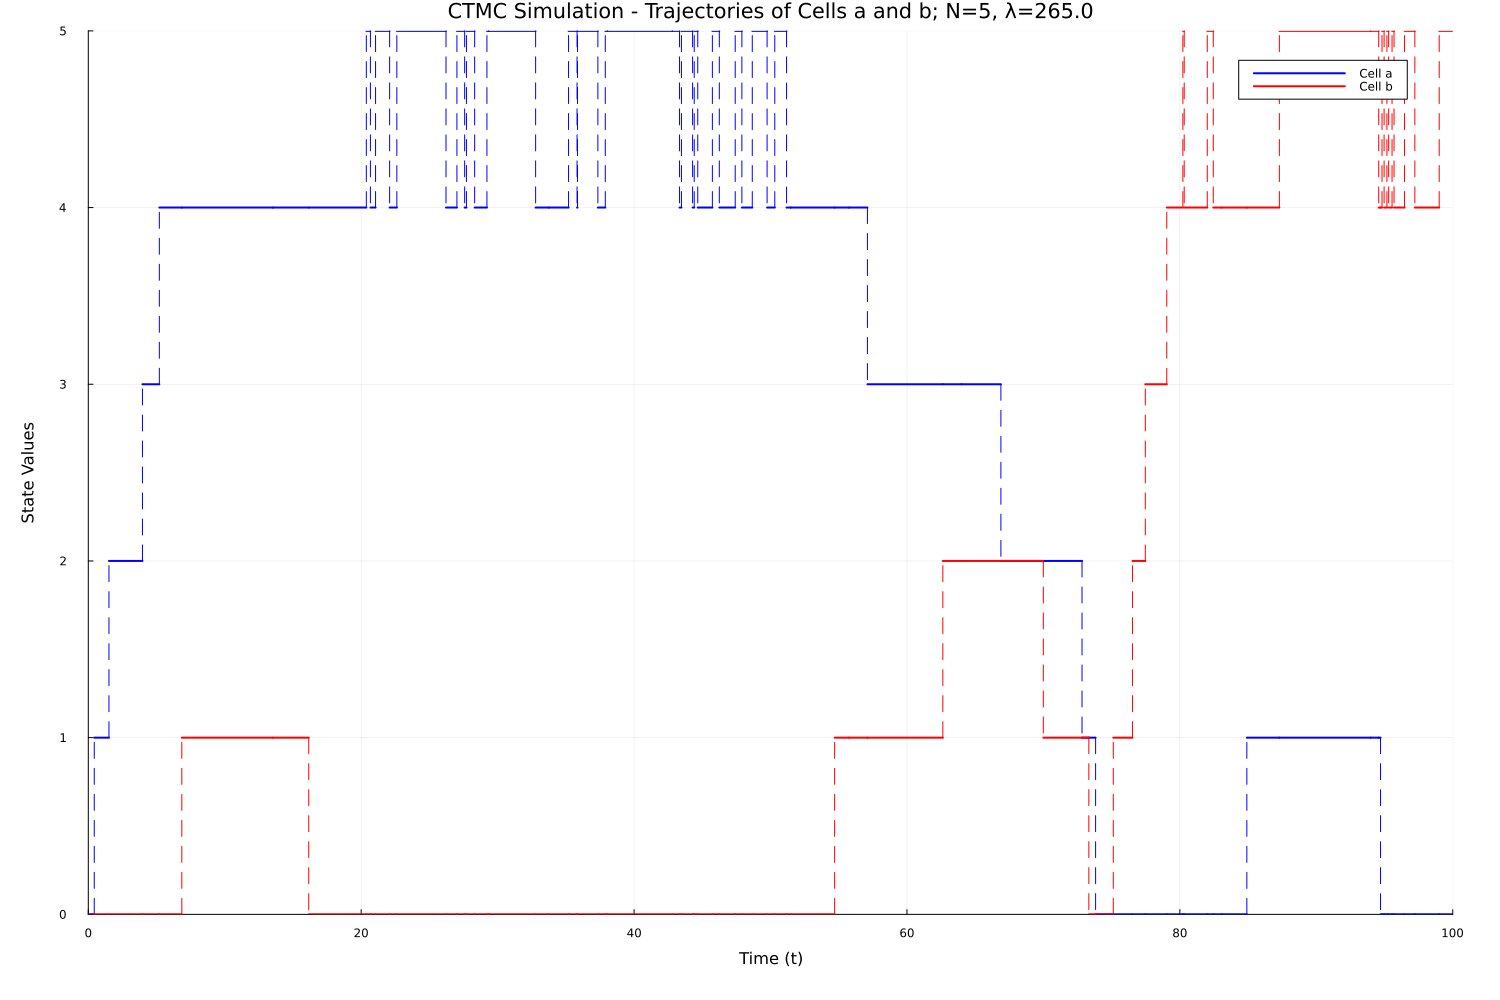 CTMC Simulation - Trajectories of Cells a and b; N=5, λ=265.0
5
Cell a
Cell b
4
3
State Values
2
1
0
0 20 40 60 80 100
Time (t)